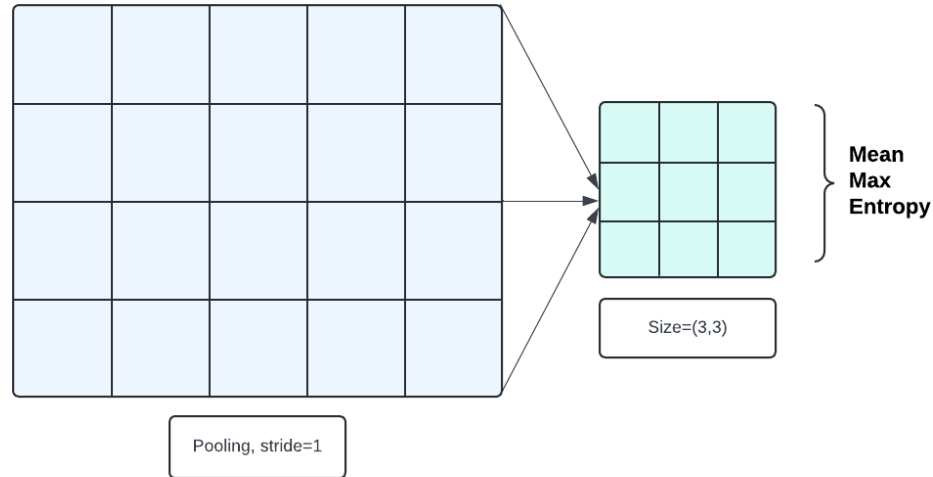 Mean
Max
Entropy
Size=(3,3)
Pooling, stride=1